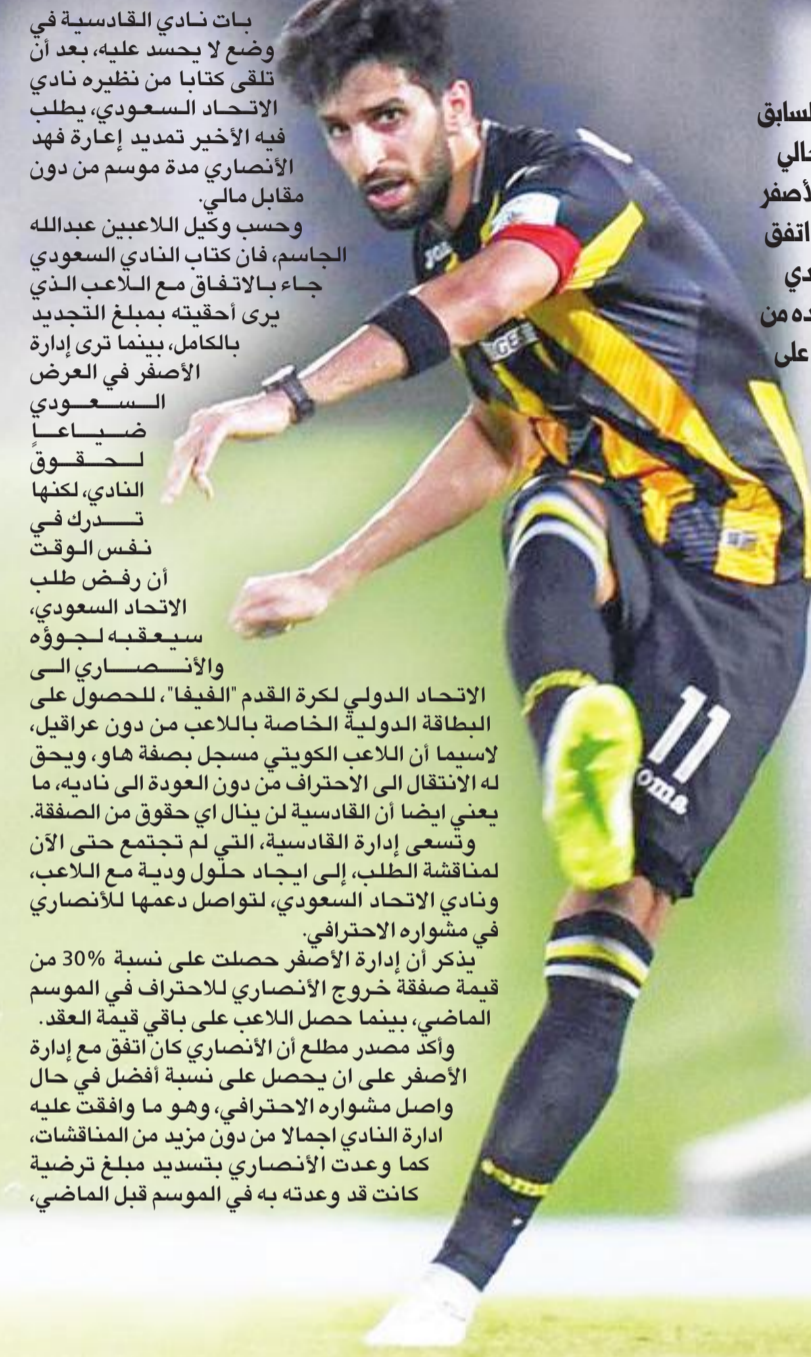 بات نادي القادسية في
وضع لا يحسد عليه، بعد أن
تلقى كتابا من نظيره نادي
الاتحاد السعودي، يطلب
فيه الأخير تمديد إعارة فهد
الأنصاري مدة موسم من دون
مقابل مالي.
وحسب وكيل اللاعبين عبدالله
الجاسم، فان كتاب النادي السعودي
جاء بالاتفاق مع اللاعب الذي
يرى أحقيته بمبلغ التجديد
بالكامل، بينما ترى إدارة
الأصفر في العرض
السعودي
ضياعاً
لحقوق
النادي، لكنها
تدرك في
نفس الوقت
أن رفض طلب
الاتحاد السعودي،
سيعقبه لجوؤه
والأنصاري الى
الاتحاد الدولي لكرة القدم "الفيفا"، للحصول على
البطاقة الدولية الخاصة باللاعب من دون عراقيل،
لاسيما أن اللاعب الكويتي مسجل بصفة هاو، ويحق
له الانتقال الى الاحتراف من دون العودة الى ناديه، ما
يعني ايضا أن القادسية لن ينال اي حقوق من الصفقة.
وتسعى إدارة القادسية، التي لم تجتمع حتى الآن
لمناقشة الطلب، إلى ايجاد حلول ودية مع اللاعب،
ونادي الاتحاد السعودي، لتواصل دعمها للأنصاري
في مشواره الاحترافي.
يذكر أن إدارة الأصفر حصلت على نسبة 30% من
قيمة صفقة خروج الأنصاري للاحتراف في الموسم
الماضي، بينما حصل اللاعب على باقي قيمة العقد.
وأكد مصدر مطلع أن الأنصاري كان اتفق مع إدارة
الأصفر على ان يحصل على نسبة أفضل في حال
واصل مشواره الاحترافي، وهو ما وافقت عليه
ادارة النادي اجمالا من دون مزيد من المناقشات،
كما وعدت الأنصاري بتسديد مبلغ ترضية
كانت قد وعدته به في الموسم قبل الماضي،
لسابق
الأصفر
اتفق
على
11
oma